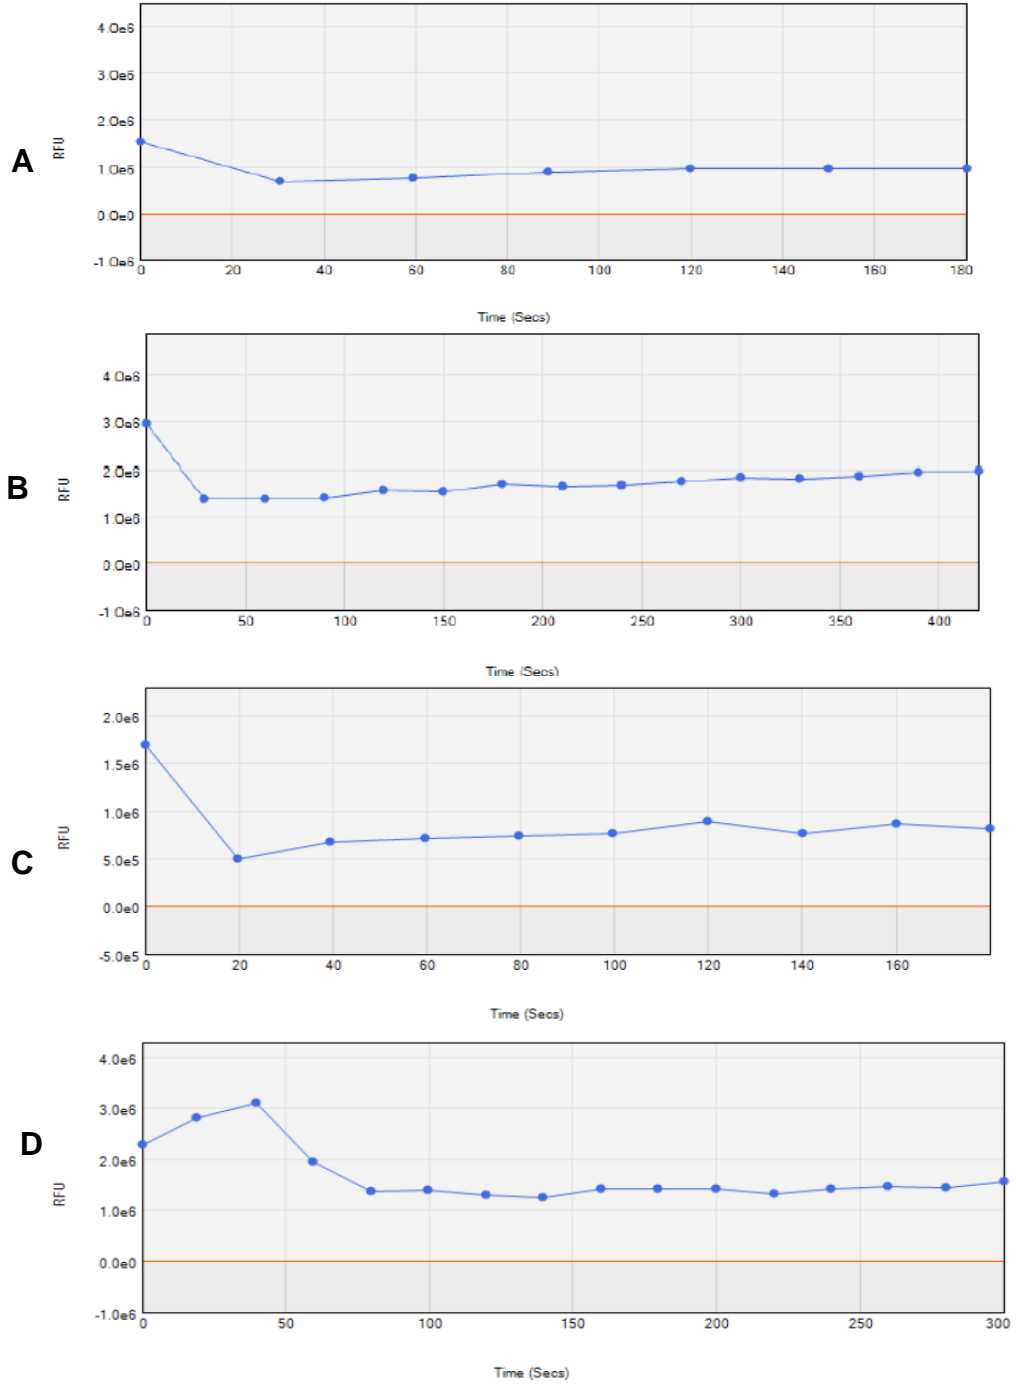 4.0e6
3.0e6
2.0e6
A
RFU
1.0e6
0.0e0
-1.0e6
0 20 40 60 80 100 120 140 160 180
Time (Secs)
4.0e6
3.0e6
2.0e6
B
RFU
1.0e6
0.0e0
-1.0e6
0 50 100 150 200 250 300 350 400
Time (Secs)
2.0e6
1.5e6
1.0e6
C
RFU
5.0e5
0.0e0
-5.0e5
0 20 40 60 80 100 120 140 160
Time (Secs)
4.0e6
3.0e6
D
2.0e6
RFU
1.0e6
0.0e0
-1.0e6
0 50 100 150 200 250 300
Time (Secs)